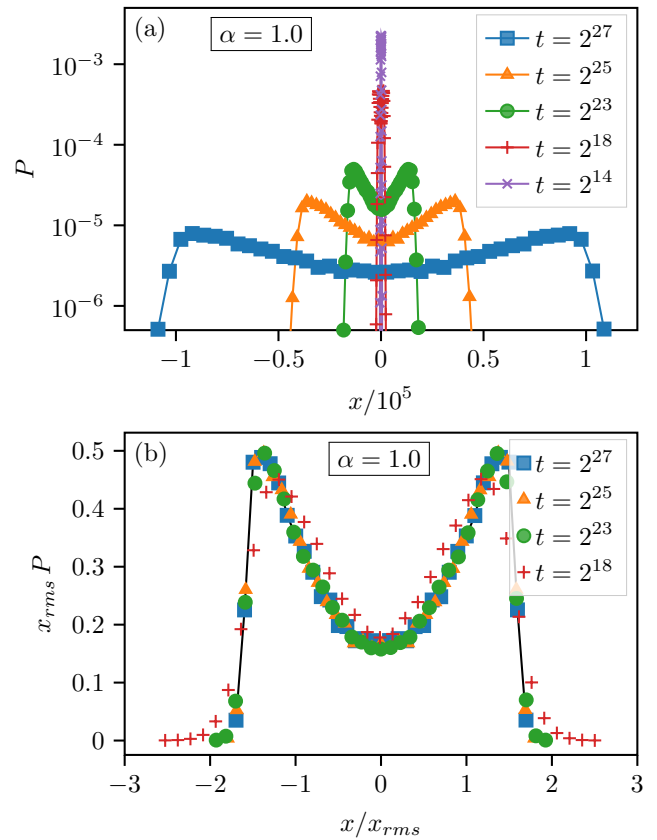 (a)
α = 1.0
t = 2^27
t = 2^25
t = 2^23
t = 2^18
t = 2^14
10^−3
10^−4
10^−5
10^−6
P
−1 −0.5 0 0.5 1
x/10^5
(b)
α = 1.0
t = 2^27
t = 2^25
t = 2^23
t = 2^18
0.5
0.4
0.3
0.2
0.1
0
x_rms P
−3 −2 −1 0 1 2 3
x/x_rms